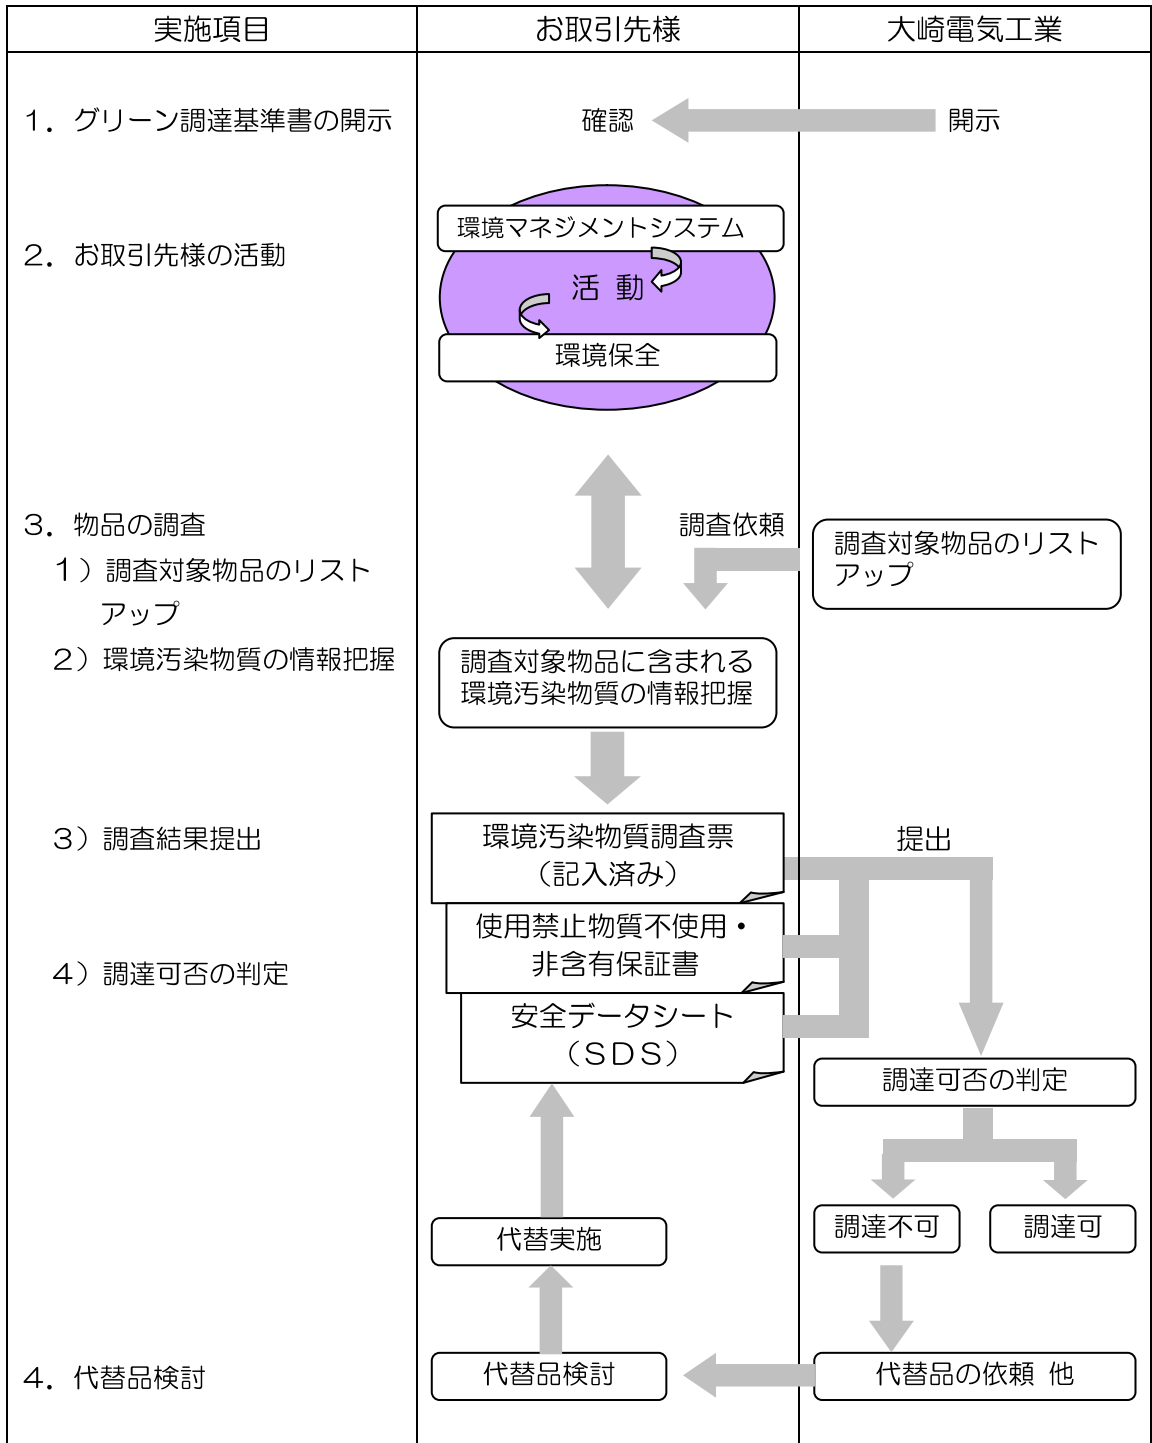 実施項目
お取引先様
大崎電気工業
１．グリーン調達基準書の開示
確認
開示
２．お取引先様の活動
環境マネジメントシステム
活 動
環境保全
３．物品の調査
１）調査対象物品のリスト
アップ
２）環境汚染物質の情報把握
調査依頼
調査対象物品のリスト
アップ
調査対象物品に含まれる
環境汚染物質の情報把握
３）調査結果提出
環境汚染物質調査票
（記入済み）
提出
４）調達可否の判定
使用禁止物質不使用・
非含有保証書
安全データシート
（ＳＤＳ）
調達可否の判定
調達不可
調達可
代替実施
４．代替品検討
代替品検討
代替品の依頼 他